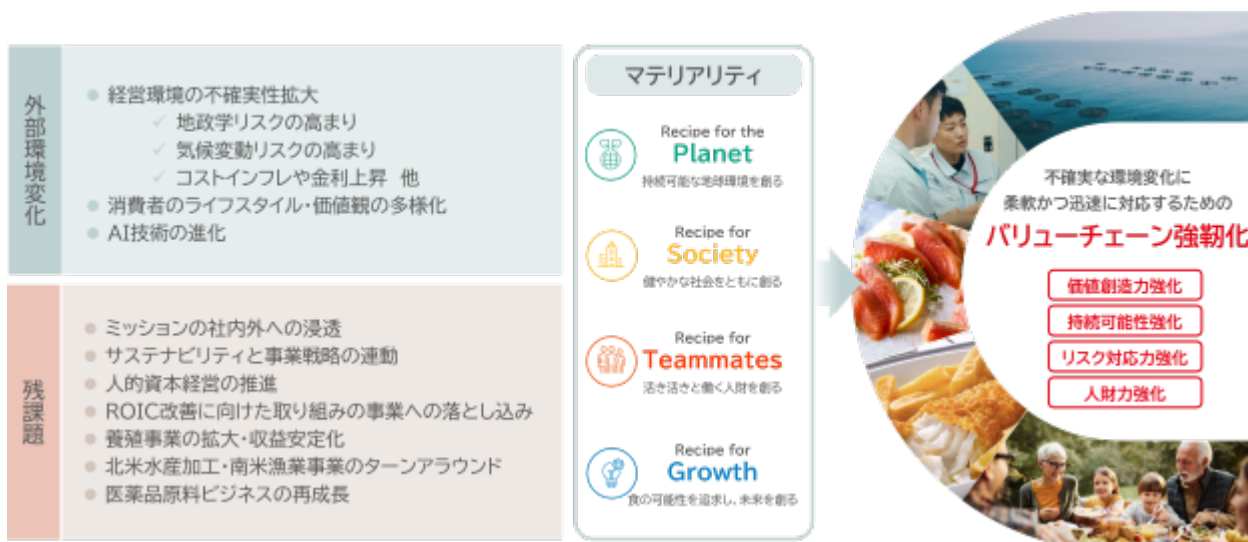 外部環境変化
経営環境の不確実性拡大
地政学リスクの高まり
気候変動リスクの高まり
コストインフレや金利上昇 他
消費者のライフスタイル・価値観の多様化
AI技術の進化
残課題
ミッションの社内外への浸透
サステナビリティと事業戦略の連動
人的資本経営の推進
ROIC改善に向けた取り組みの事業への落とし込み
養殖事業の拡大・収益安定化
北米水産加工・南米漁業事業のターンアラウンド
医薬品原料ビジネスの再成長
マテリアリティ
Recipe for the
Planet
持続可能な地球環境を創る
Recipe for
Society
健やかな社会をともに創る
Recipe for
Teammates
活き活きと働く人財を創る
Recipe for
Growth
食の可能性を追求し、未来を創る
不確実な環境変化に
柔軟かつ迅速に対応するための
バリューチェーン強靭化
価値創造力強化
持続可能性強化
リスク対応力強化
人財力強化